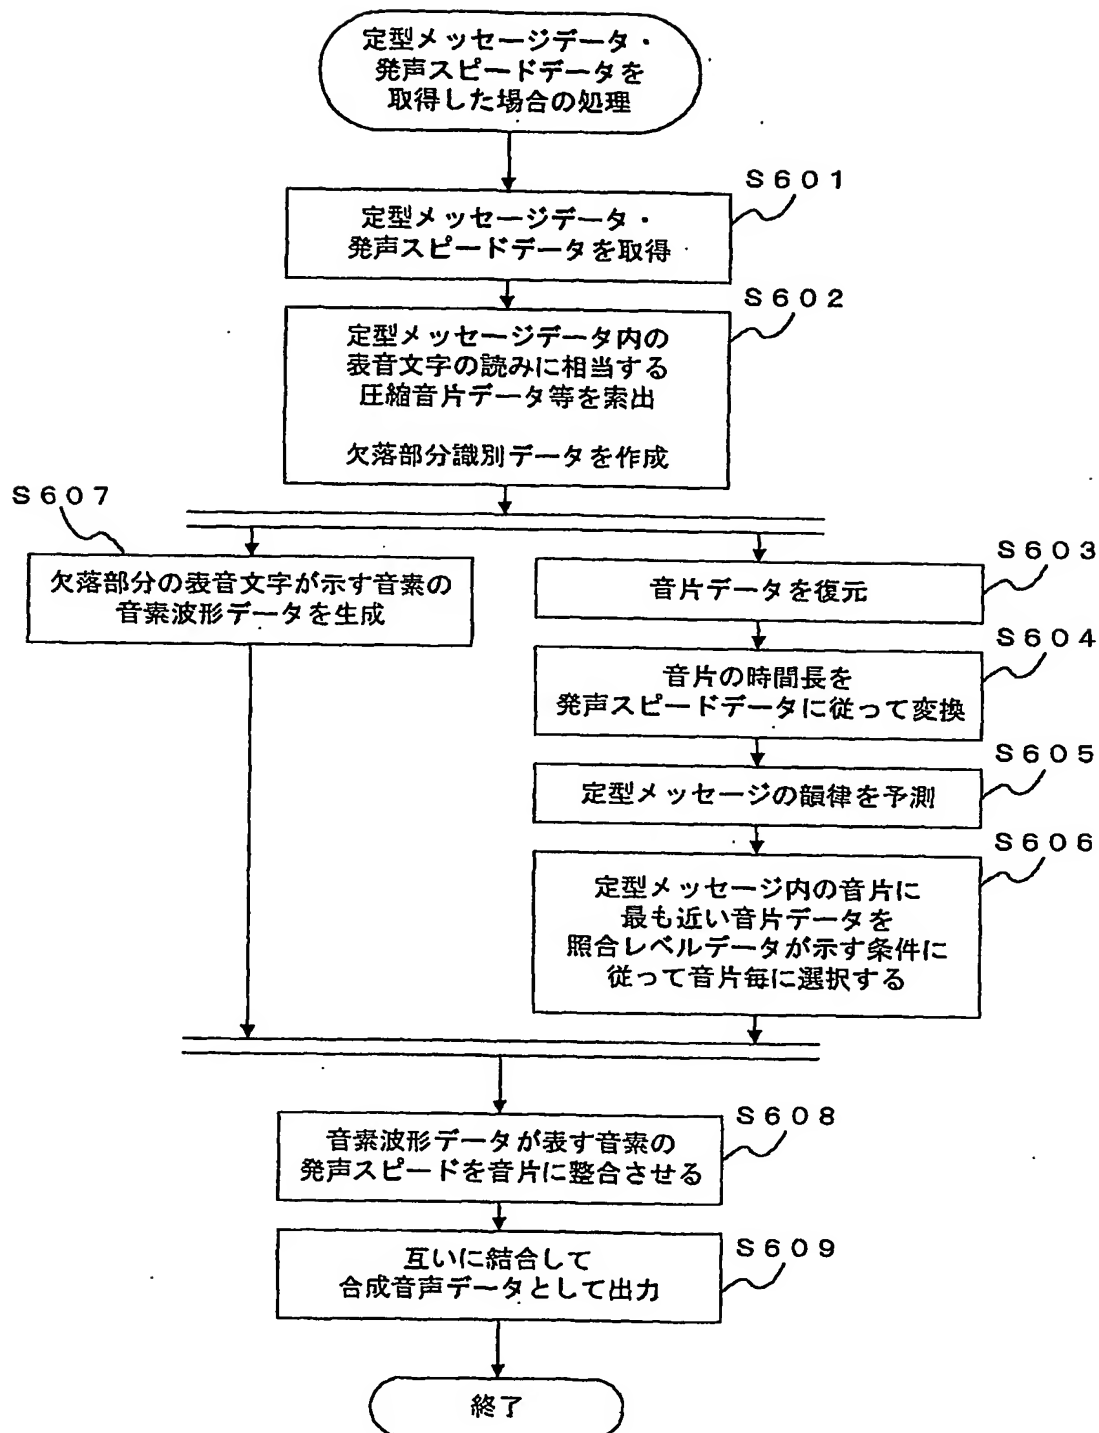 定型メッセージデータ・
発声スピードデータを
取得した場合の処理
S601
定型メッセージデータ・
発声スピードデータを取得
S602
定型メッセージデータ内の
表音文字の読みに相当する
圧縮音片データ等を索出
欠落部分識別データを作成
S607
欠落部分の表音文字が示す音素の
音素波形データを生成
S603
音片データを復元
S604
音片の時間長を
発声スピードデータに従って変換
S605
定型メッセージの韻律を予測
S606
定型メッセージ内の音片に
最も近い音片データを
照合レベルデータが示す条件に
従って音片毎に選択する
S608
音素波形データが表す音素の
発声スピードを音片に整合させる
S609
互いに結合して
合成音声データとして出力
終了